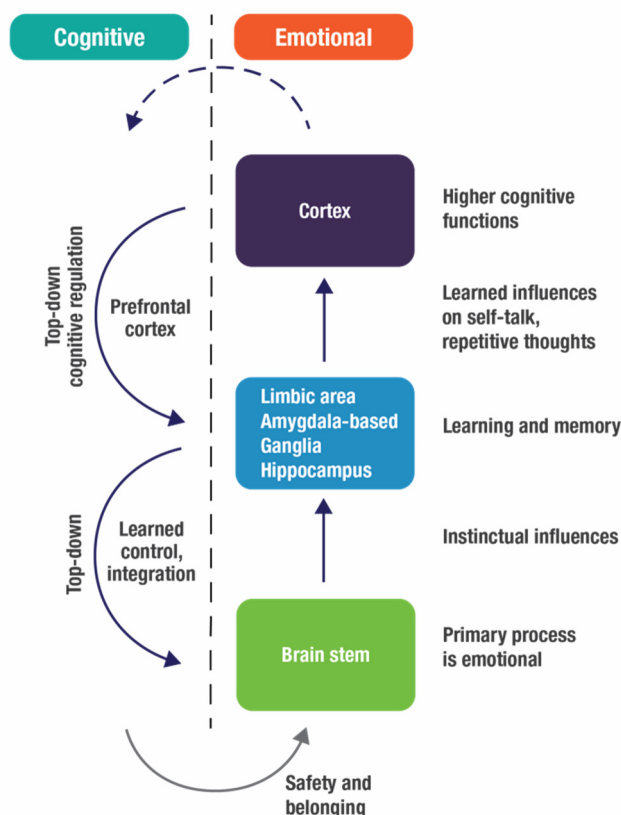 Cognitive
Emotional
Cortex
Higher cognitive
functions
Top-down
cognitive regulation
Prefrontal
cortex
Learned influences
on self-talk,
repetitive thoughts
Limbic area
Amygdala-based
Ganglia
Hippocampus
Learning and memory
Top-down
Learned
control,
integration
Instinctual influences
Brain stem
Primary process
is emotional
Safety and
belonging